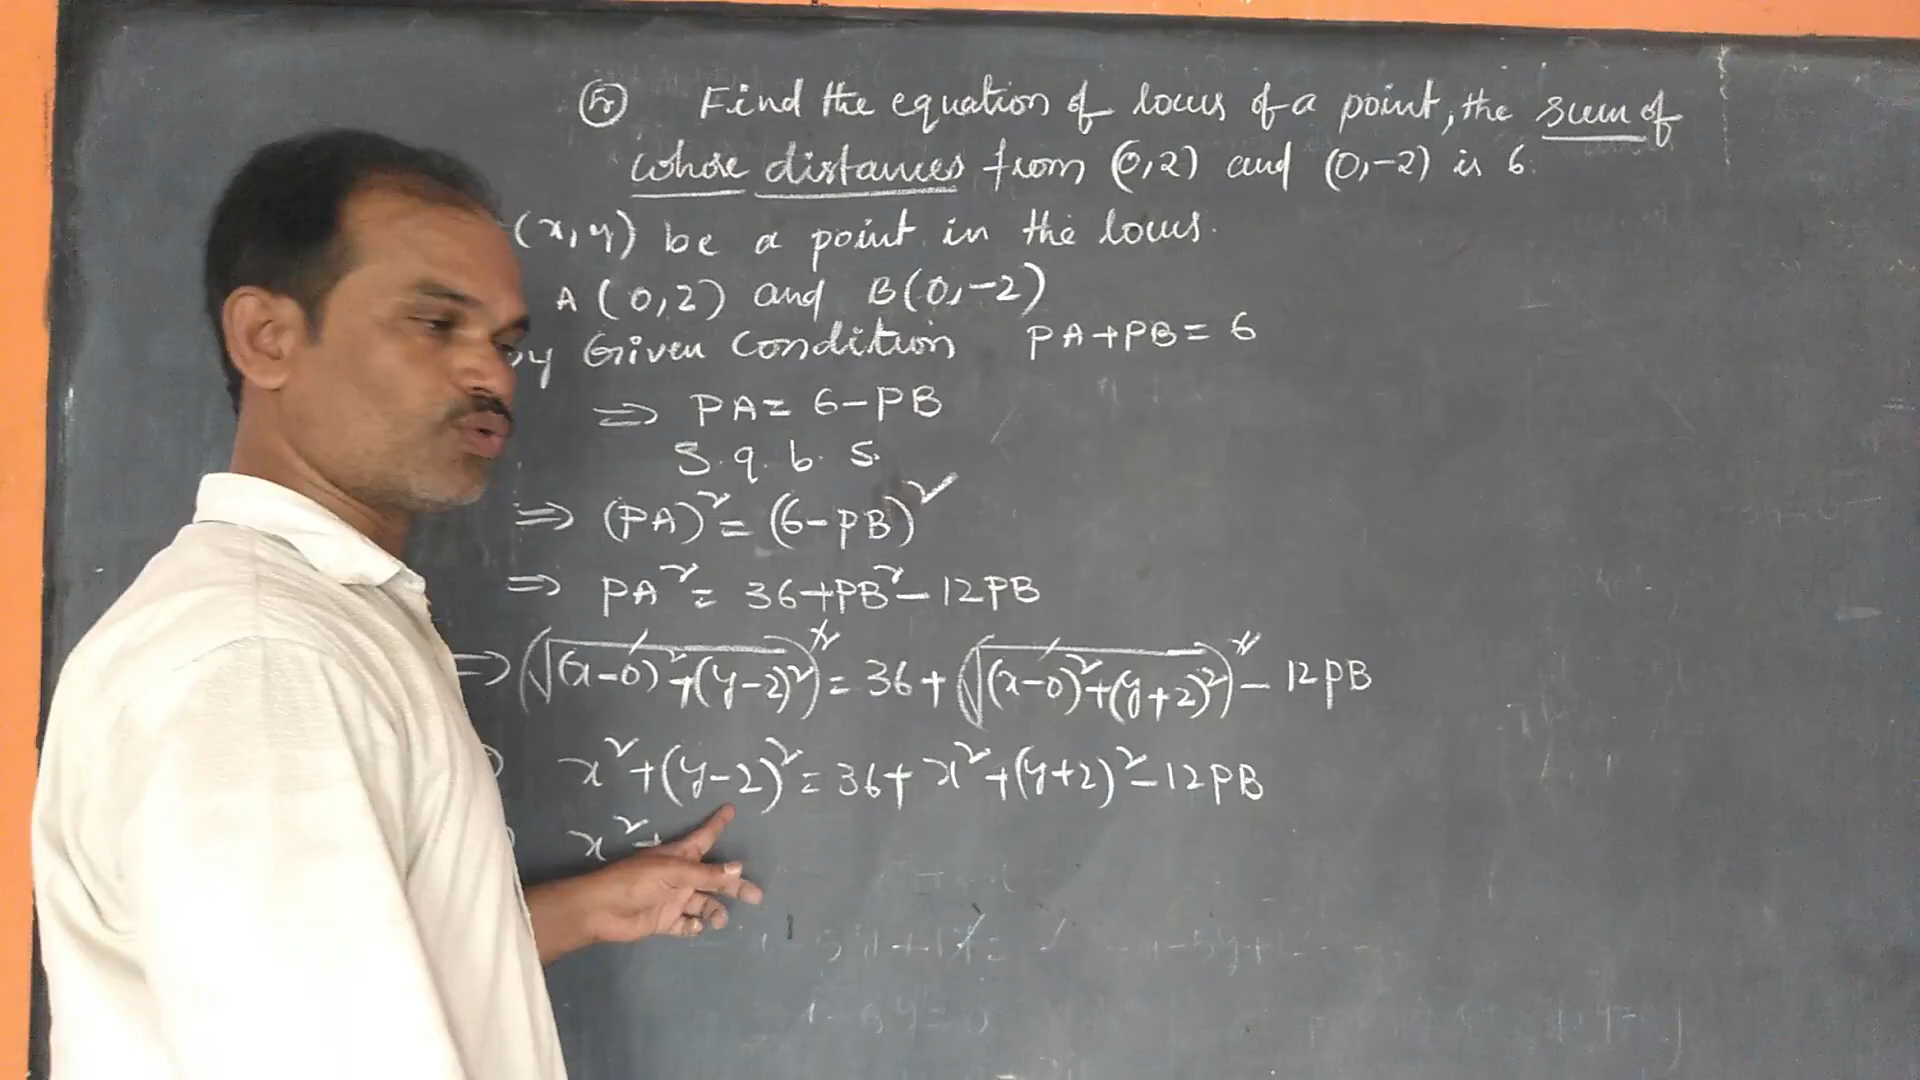 ⑤ Find the equation of locus of a point, the sum of
whose distances from (0,2) and (0,-2) is 6.
(x,y) be a point in the locus.
A(0,2) and B(0,-2)
by Given Condition PA+PB=6
⇒ PA=6-PB
S.q.b.s.
⇒ (PA)²=(6-PB)²
⇒ PA²=36+PB²-12PB
⇒(√(x-0)²+(y-2)²)²=36+(√(x-0)²+(y+2)²)²-12PB
x²+(y-2)²=36+x²+(y+2)²-12PB
x²+